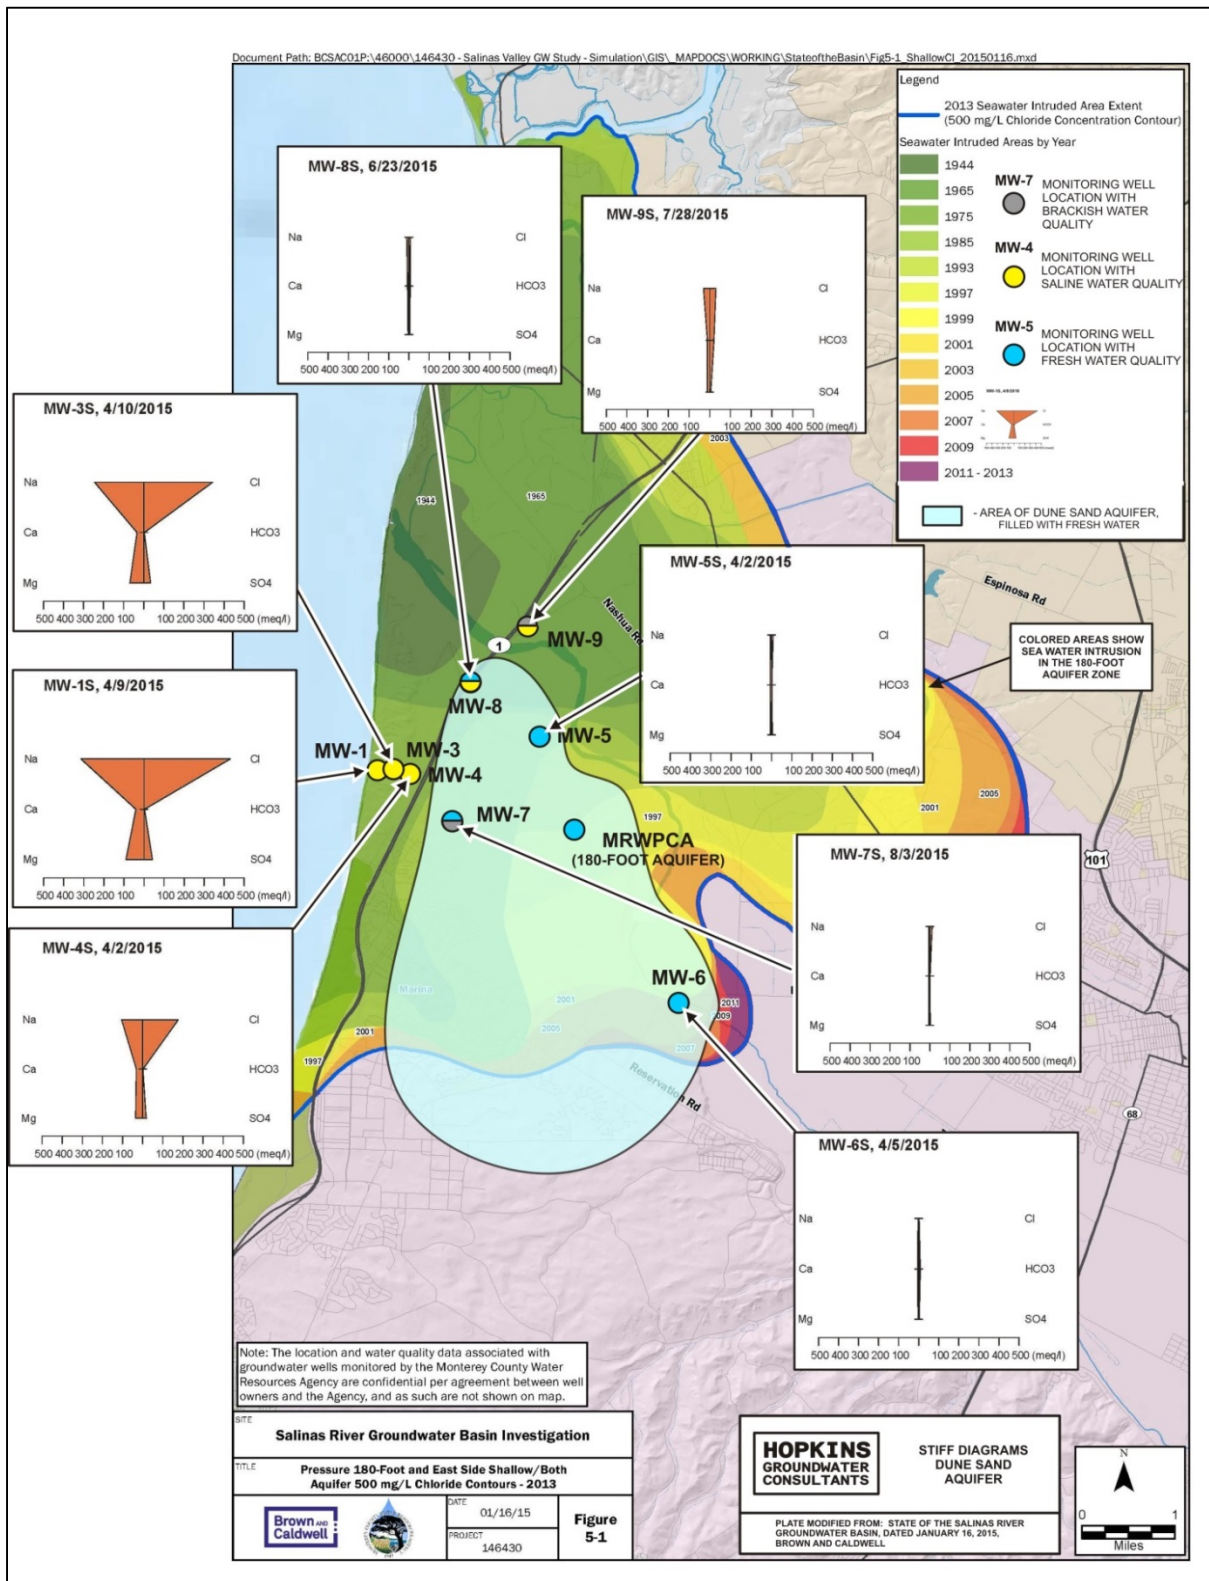 Document Path: BCSAC01P:\46000\146430 - Salinas Valley GW Study - Simulation\GIS\_MAPDOCS\WORKING\StateoftheBasin\Fig5-1_ShallowCl_20150116.mxd
Legend
2013 Seawater Intruded Area Extent
(500 mg/L Chloride Concentration Contour)
Seawater Intruded Areas by Year
1944
1965
1975
1985
1993
1997
1999
2001
2003
2005
2007
2009
2011 - 2013
MW-7
MONITORING WELL
LOCATION WITH
BRACKISH WATER
QUALITY
MW-4
MONITORING WELL
LOCATION WITH
SALINE WATER QUALITY
MW-5
MONITORING WELL
LOCATION WITH
FRESH WATER QUALITY
- AREA OF DUNE SAND AQUIFER,
FILLED WITH FRESH WATER
MW-8S, 6/23/2015
Na Cl
Ca HCO3
Mg SO4
500 400 300 200 100 100 200 300 400 500 (meq/l)
MW-9S, 7/28/2015
Na Cl
Ca HCO3
Mg SO4
500 400 300 200 100 100 200 300 400 500 (meq/l)
MW-3S, 4/10/2015
Na Cl
Ca HCO3
Mg SO4
500 400 300 200 100 100 200 300 400 500 (meq/l)
MW-5S, 4/2/2015
Na Cl
Ca HCO3
Mg SO4
500 400 300 200 100 100 200 300 400 500 (meq/l)
MW-1S, 4/9/2015
Na Cl
Ca HCO3
Mg SO4
500 400 300 200 100 100 200 300 400 500 (meq/l)
MW-7S, 8/3/2015
Na Cl
Ca HCO3
Mg SO4
500 400 300 200 100 100 200 300 400 500 (meq/l)
MW-4S, 4/2/2015
Na Cl
Ca HCO3
Mg SO4
500 400 300 200 100 100 200 300 400 500 (meq/l)
MW-6S, 4/5/2015
Na Cl
Ca HCO3
Mg SO4
500 400 300 200 100 100 200 300 400 500 (meq/l)
2003
1944
1965
Espinosa Rd
Nashua Rd
COLORED AREAS SHOW
SEA WATER INTRUSION
IN THE 180-FOOT
AQUIFER ZONE
1
MW-9
MW-8
MW-5
MW-1
MW-3
MW-4
MW-7
1997
2001
2005
MRWPCA
(180-FOOT AQUIFER)
101
MW-6
Marina
2001
2005
2007
2011
2009
2001
1997
Reservation Rd
68
Note: The location and water quality data associated with
groundwater wells monitored by the Monterey County Water
Resources Agency are confidential per agreement between well
owners and the Agency, and as such are not shown on map.
SITE
Salinas River Groundwater Basin Investigation
TITLE
Pressure 180-Foot and East Side Shallow/Both
Aquifer 500 mg/L Chloride Contours - 2013
Brown AND
Caldwell
DATE
01/16/15
PROJECT
146430
Figure
5-1
HOPKINS
GROUNDWATER
CONSULTANTS
STIFF DIAGRAMS
DUNE SAND
AQUIFER
PLATE MODIFIED FROM: STATE OF THE SALINAS RIVER
GROUNDWATER BASIN, DATED JANUARY 16, 2015,
BROWN AND CALDWELL
N
0 1
Miles